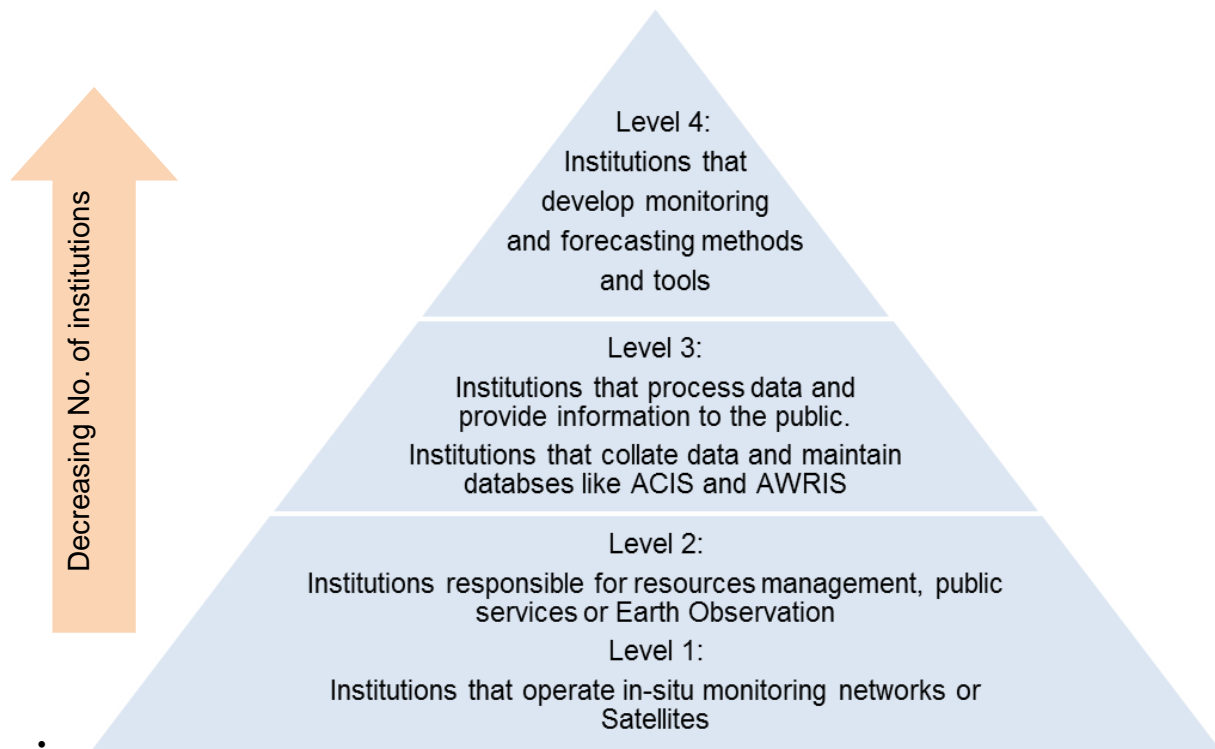 Decreasing No. of institutions
Level 4:
Institutions that
develop monitoring
and forecasting methods
and tools
Level 3:
Institutions that process data and
provide information to the public.
Institutions that collate data and maintain
databses like ACIS and AWRIS
Level 2:
Institutions responsible for resources management, public
services or Earth Observation
Level 1:
Institutions that operate in-situ monitoring networks or
Satellites